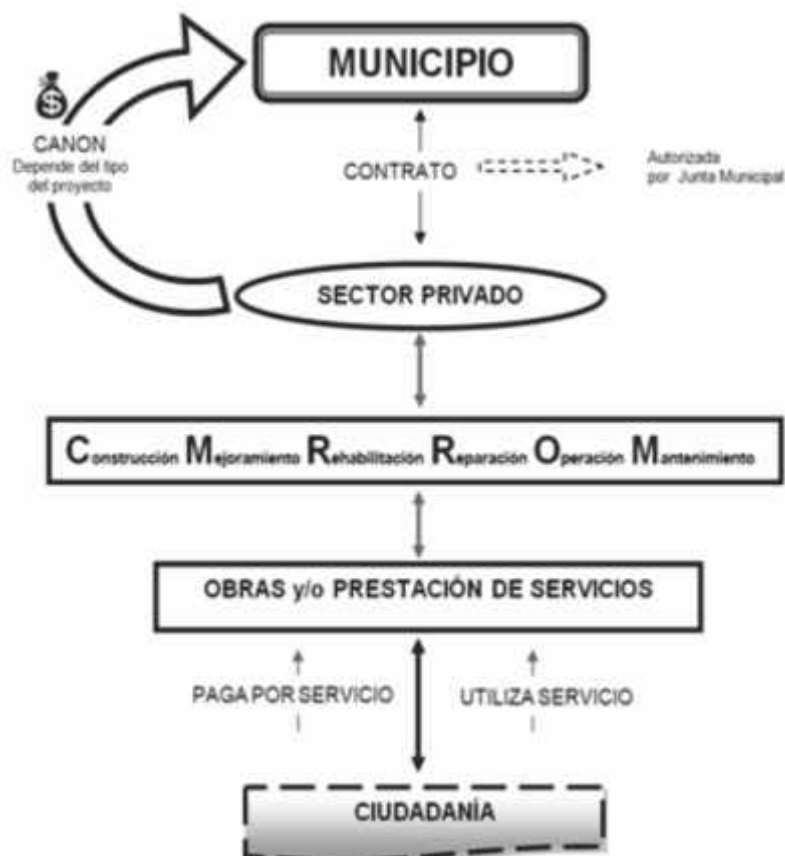 MUNICIPIO
$
CANON
Depende del tipo
del proyecto
CONTRATO
Autorizada
por Junta Municipal
SECTOR PRIVADO
Construcción Mejoramiento Rehabilitación Reparación Operación Mantenimiento
OBRAS y/o PRESTACIÓN DE SERVICIOS
PAGA POR SERVICIO
UTILIZA SERVICIO
CIUDADANÍA